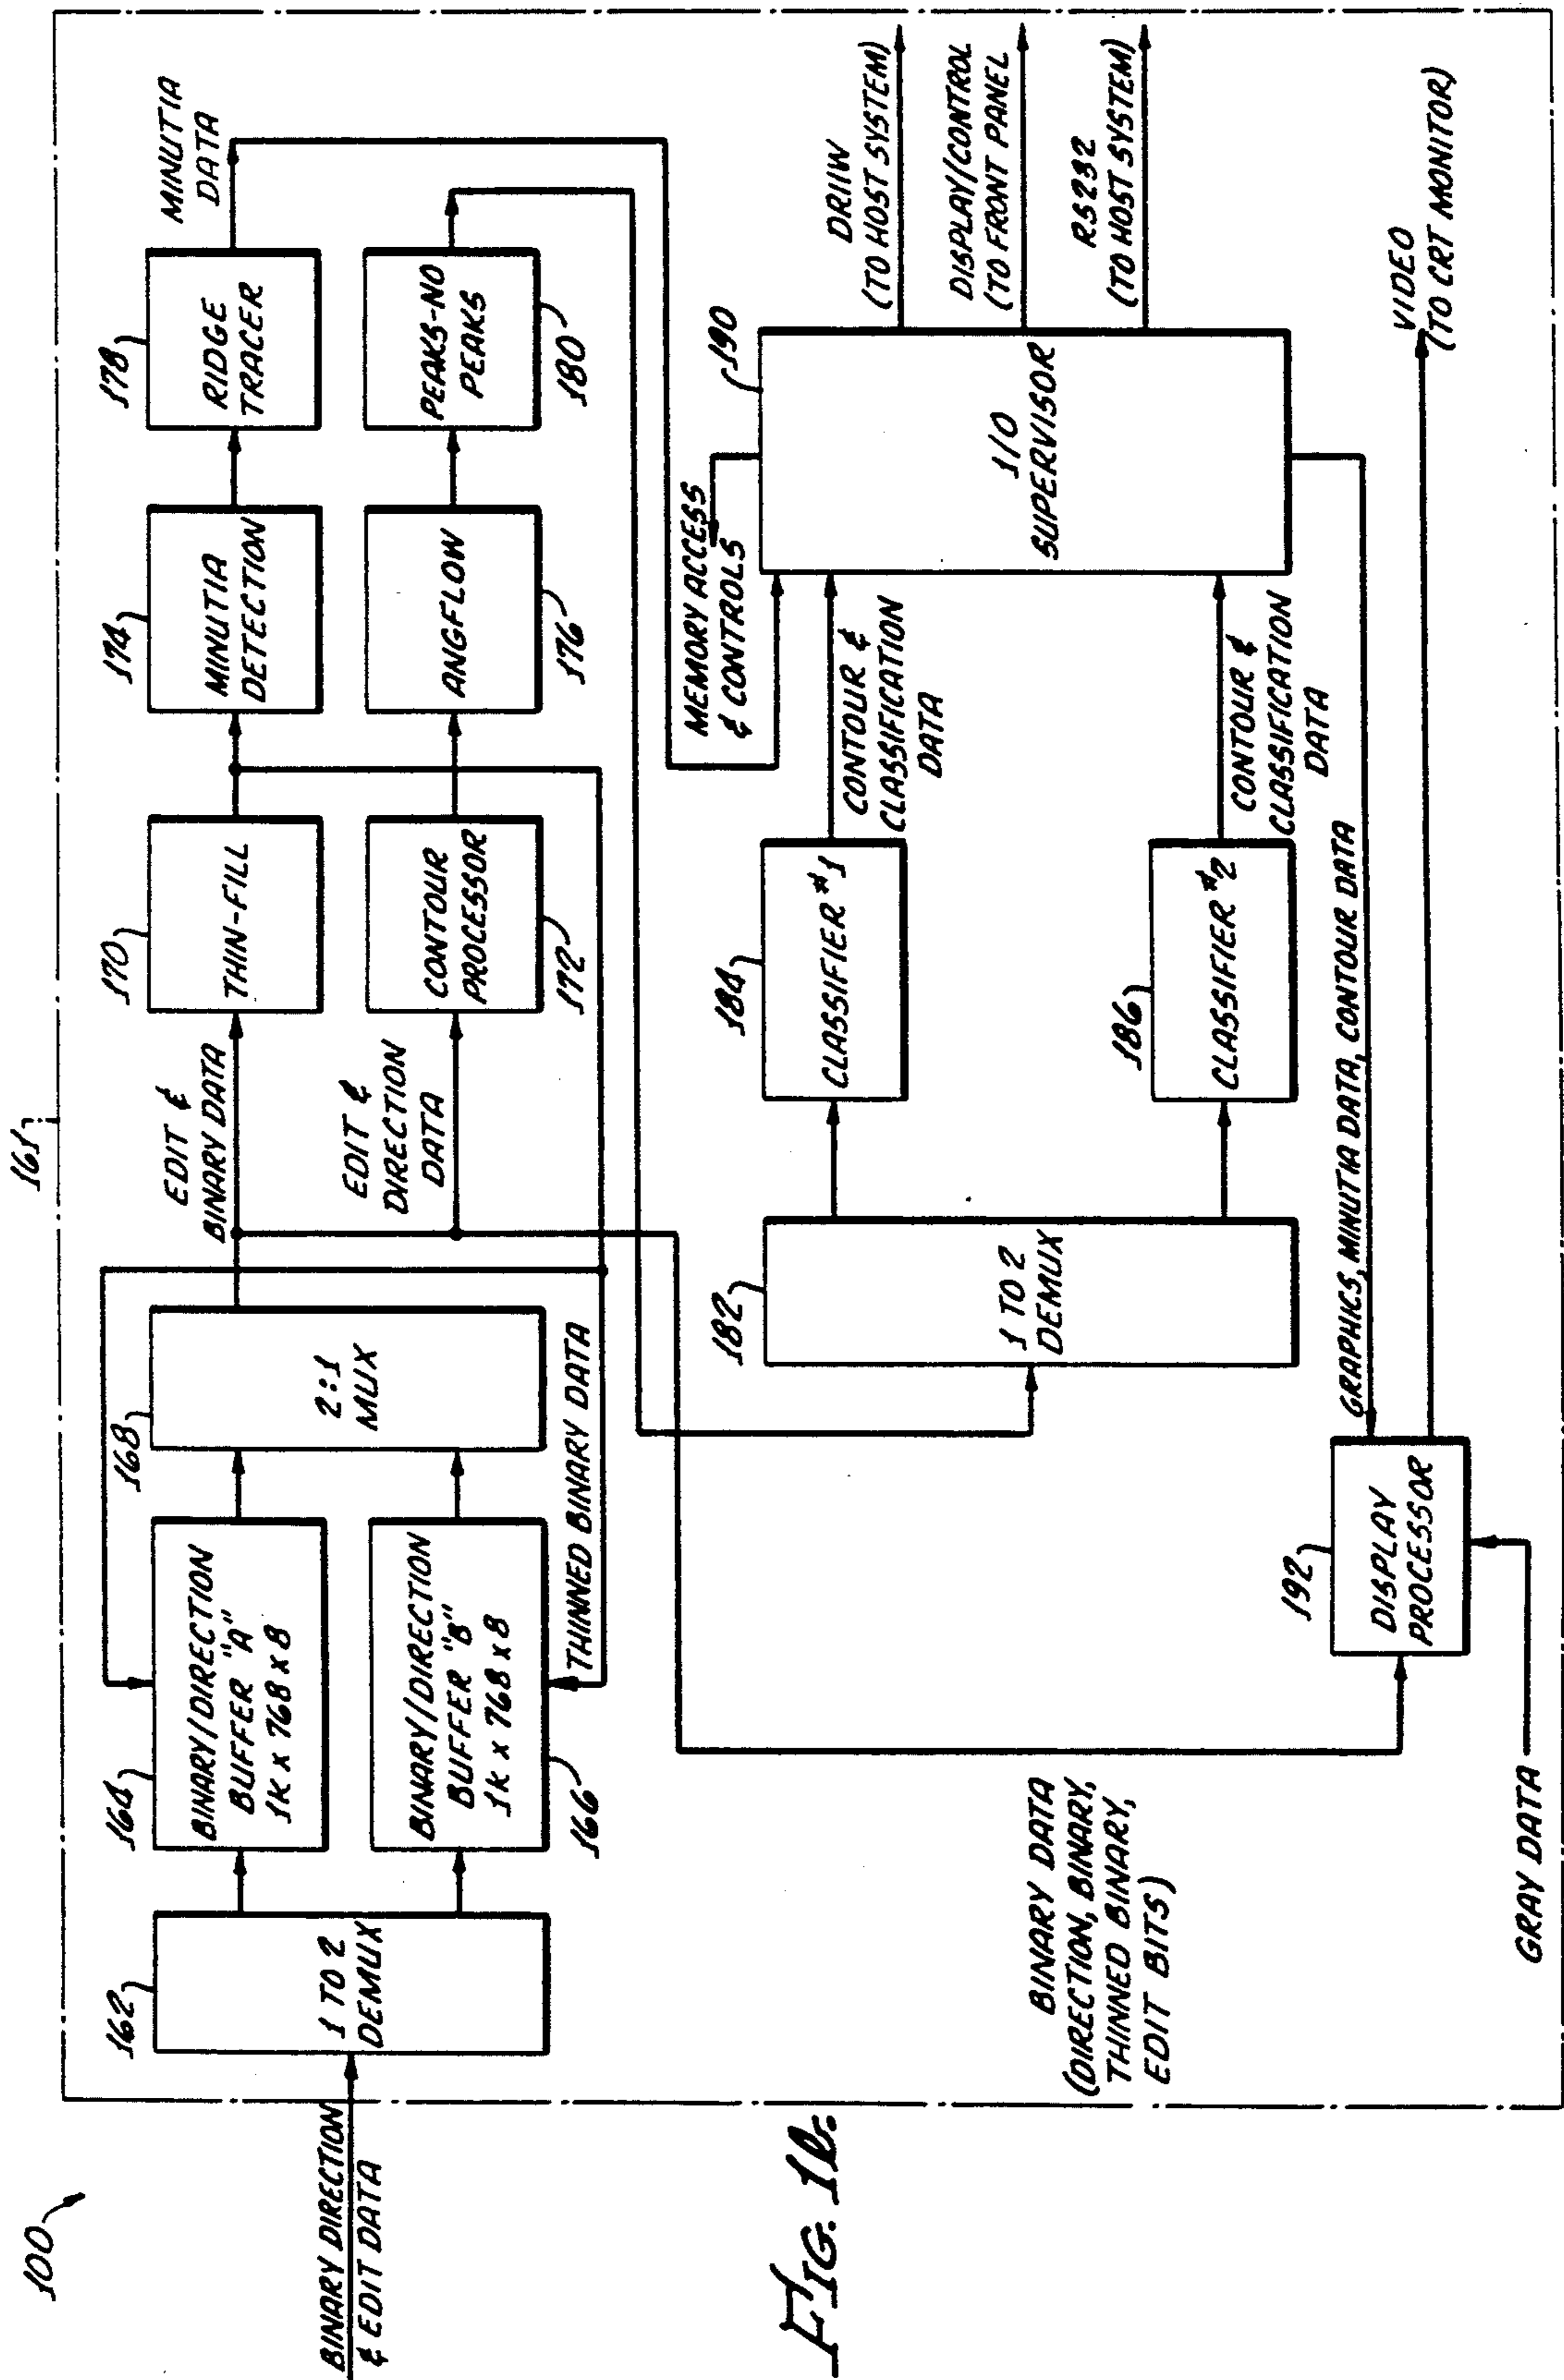 100
161
BINARY DIRECTION
& EDIT DATA
162
1 TO 2
DEMUX
164
BINARY/DIRECTION
BUFFER "A"
1K x 768 x 8
BINARY/DIRECTION
BUFFER "B"
1K x 768 x 8
166
THINNED BINARY DATA
168
2:1
MUX
EDIT &
BINARY DATA
EDIT &
DIRECTION
DATA
170
THIN-FILL
CONTOUR
PROCESSOR
172
174
MINUTIA
DETECTION
ANGFLOW
176
178
RIDGE
TRACER
PEAKS-NO
PEAKS
180
MINUTIA
DATA
182
1 TO 2
DEMUX
184
CLASSIFIER #1
186
CLASSIFIER #2
CONTOUR &
CLASSIFICATION
DATA
CONTOUR &
CLASSIFICATION
DATA
MEMORY ACCESS
& CONTROLS
190
I/O
SUPERVISOR
DR11W
(TO HOST SYSTEM)
DISPLAY/CONTROL
(TO FRONT PANEL
RS232
(TO HOST SYSTEM)
VIDEO
(TO CRT MONITOR)
GRAPHICS, MINUTIA DATA, CONTOUR DATA
192
DISPLAY
PROCESSOR
BINARY DATA
(DIRECTION, BINARY,
THINNED BINARY,
EDIT BITS)
GRAY DATA
FIG. 1b.